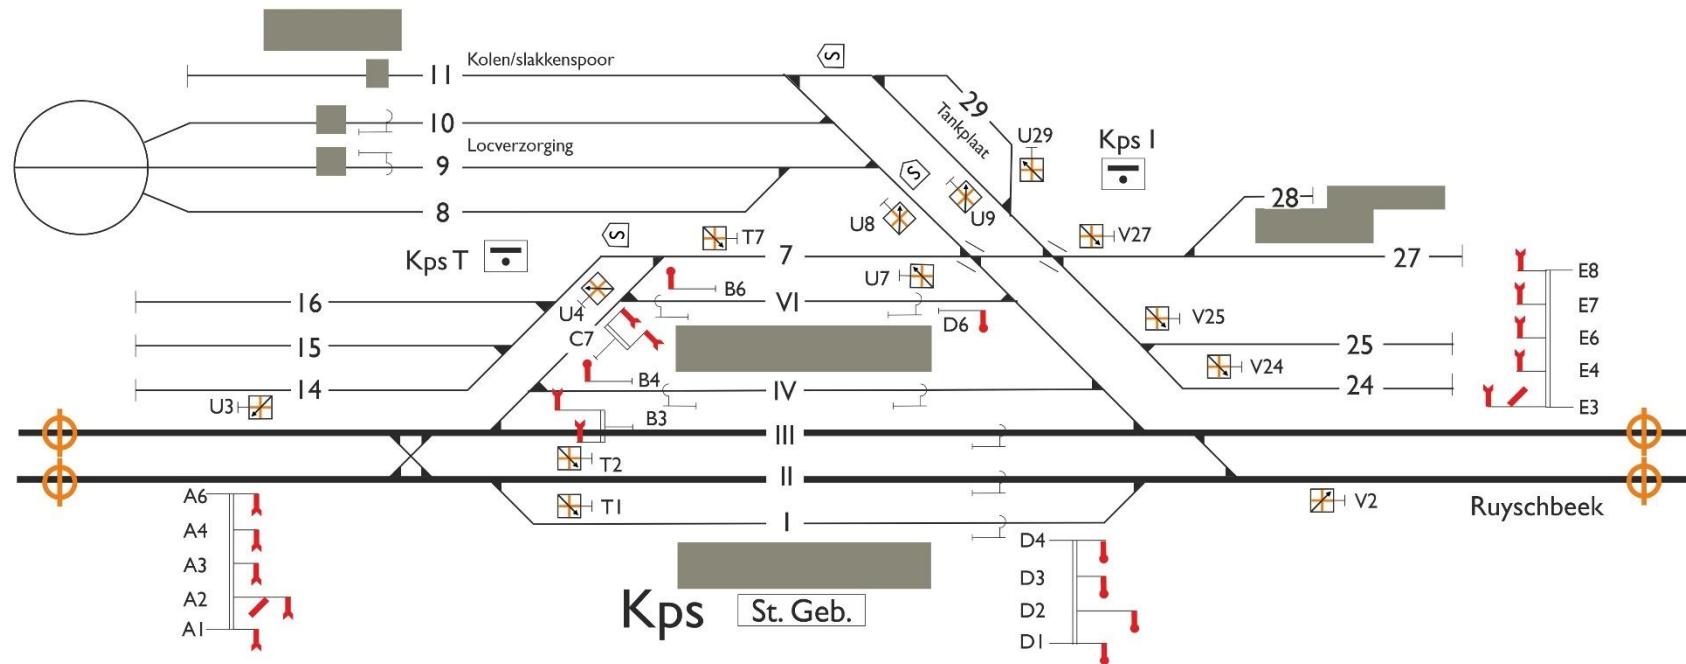 11 Kolen/slakkenspoor
S
29
Tankplaat
U29
Kps I
10
Locverzorging
9
S
U9
28
8
U8
S
T7
V27
Kps T
7
27
U7
B6
E8
16
VI
U4
D6
E7
V25
C7
15
25
E6
B4
V24
14
IV
24
E4
U3
B3
E3
III
T2
II
A6
T1
V2
Ruyschbeek
I
A4
D4
A3
D3
A2
D2
Kps St. Geb.
A1
D1